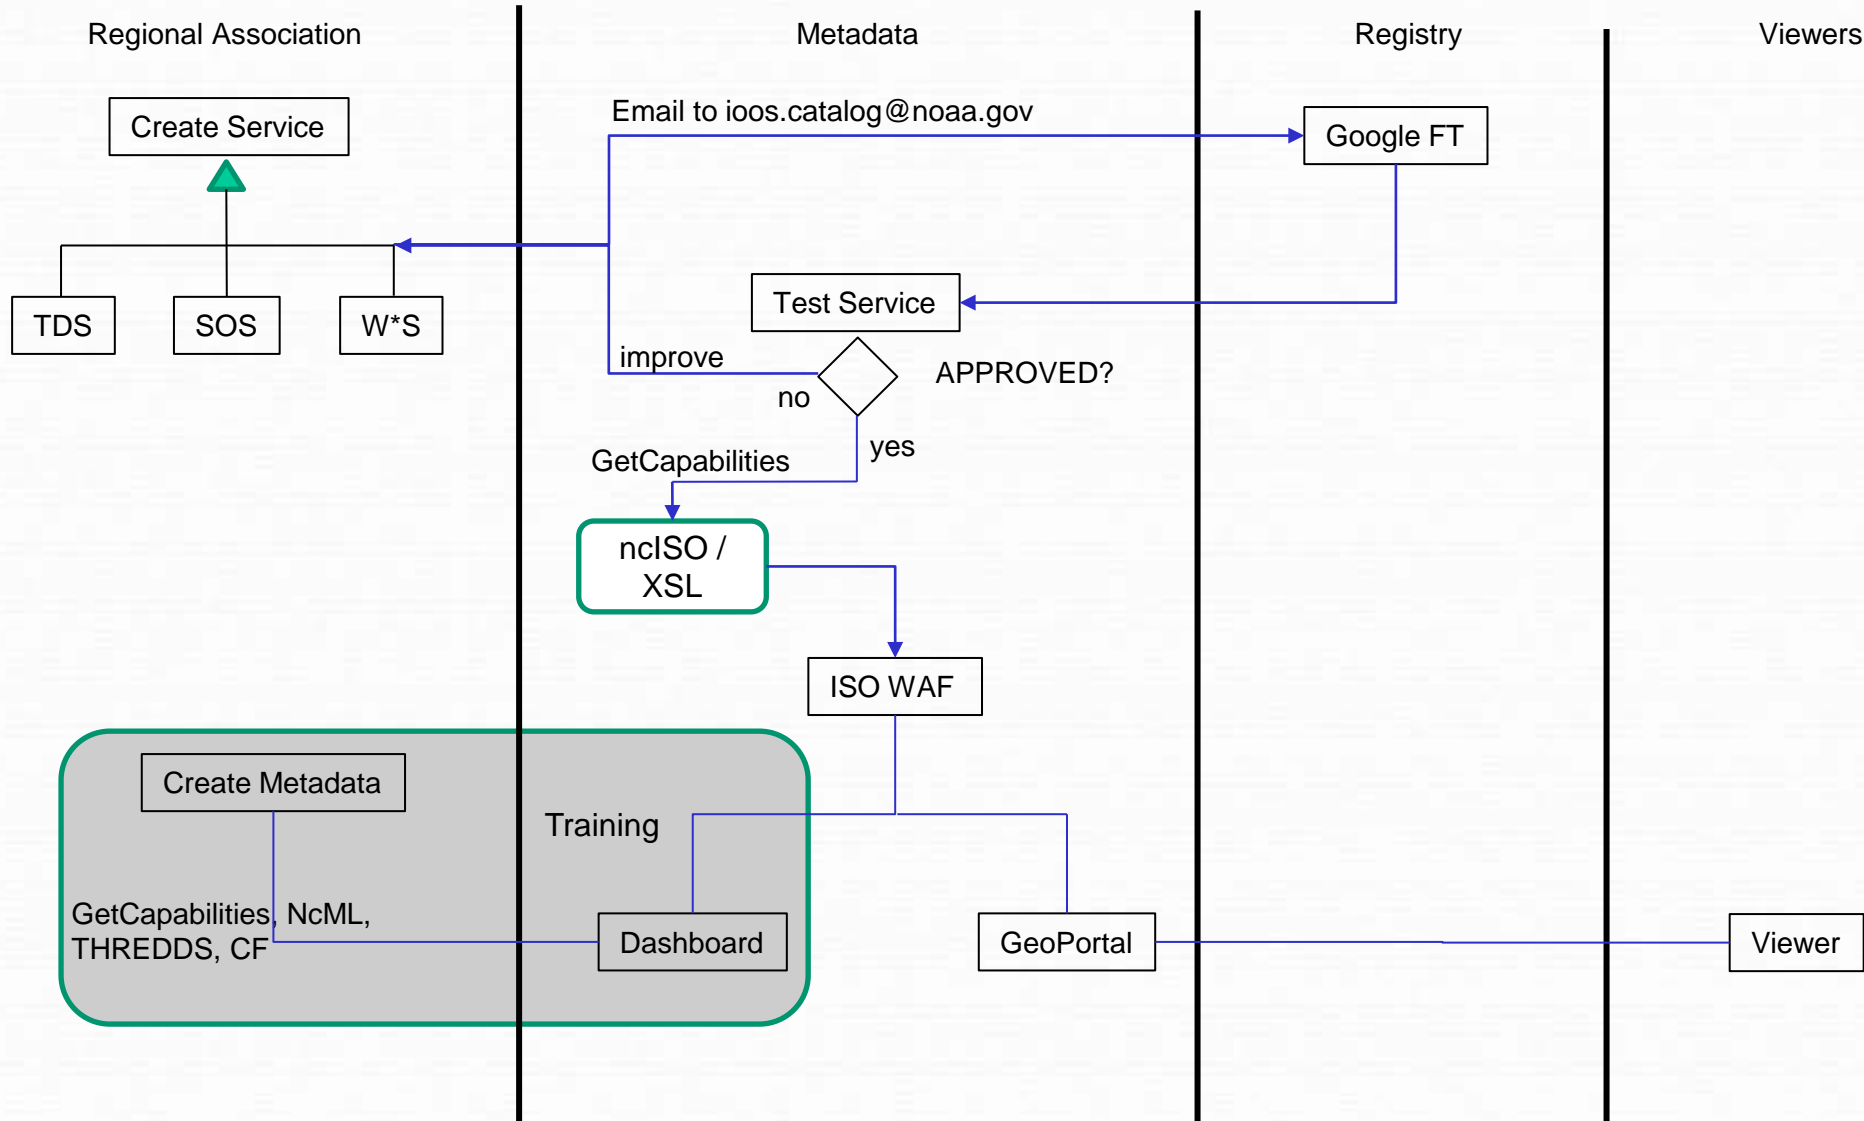 Regional Association
Metadata
Registry
Viewers
Create Service
Email to ioos.catalog@noaa.gov
Google FT
TDS
SOS
W*S
Test Service
improve
APPROVED?
no
yes
GetCapabilities
ncISO /
XSL
ISO WAF
Create Metadata
Training
GetCapabilities, NcML,
THREDDS, CF
Dashboard
GeoPortal
Viewer